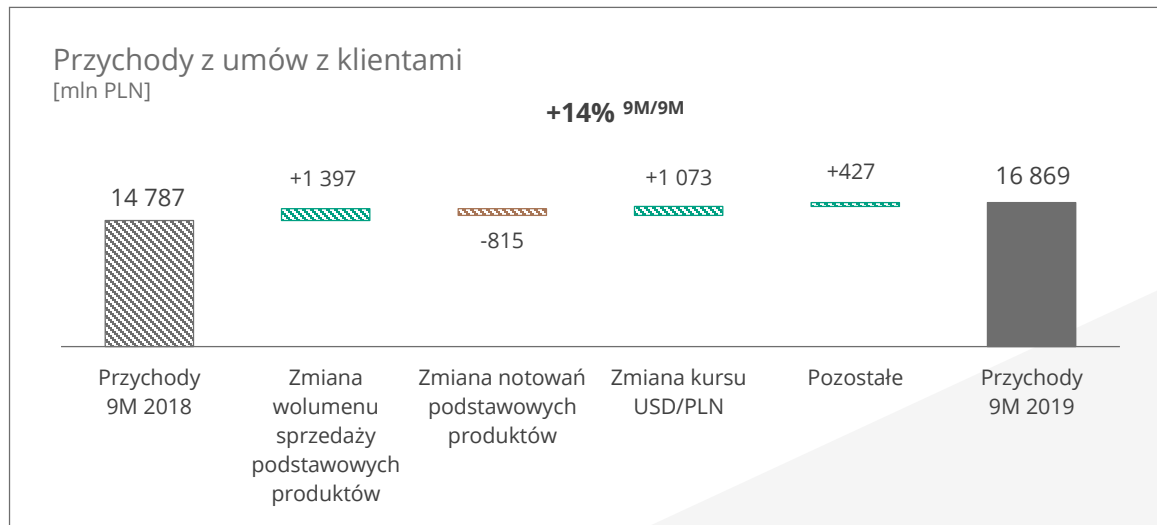 Przychody z umów z klientami
[mln PLN]
+14% 9M/9M
14 787
+1 397
-815
+1 073
+427
16 869
Przychody
9M 2018
Zmiana
wolumenu
sprzedaży
podstawowych
produktów
Zmiana notowań
podstawowych
produktów
Zmiana kursu
USD/PLN
Pozostałe
Przychody
9M 2019